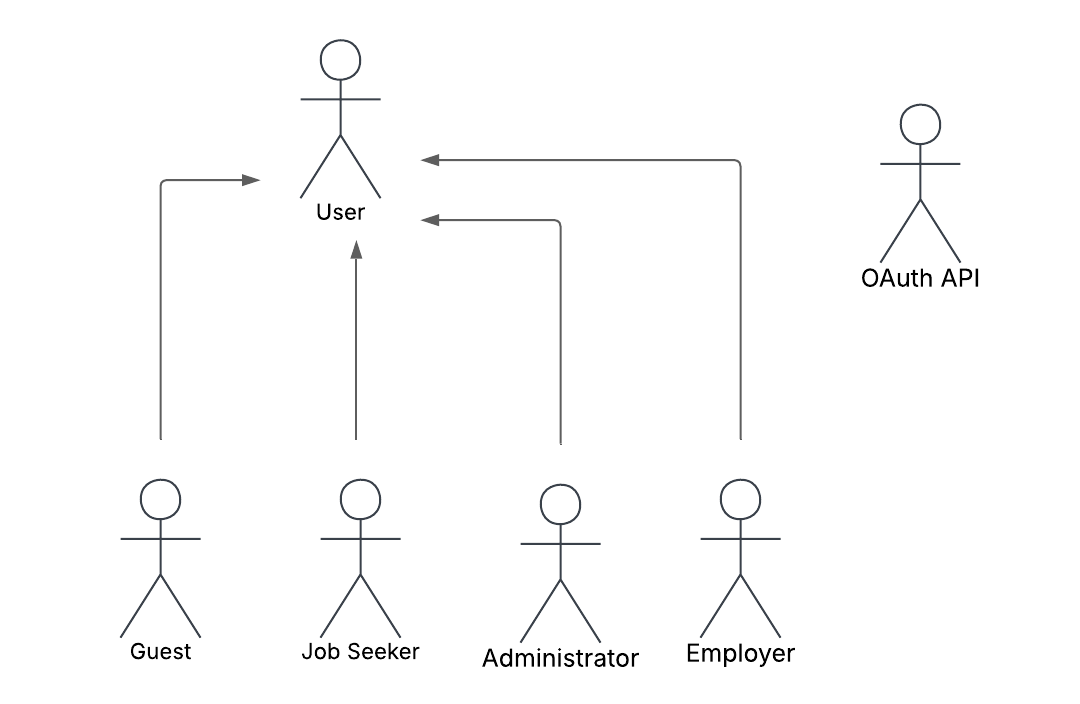 User
OAuth API
Guest
Job Seeker
Administrator
Employer